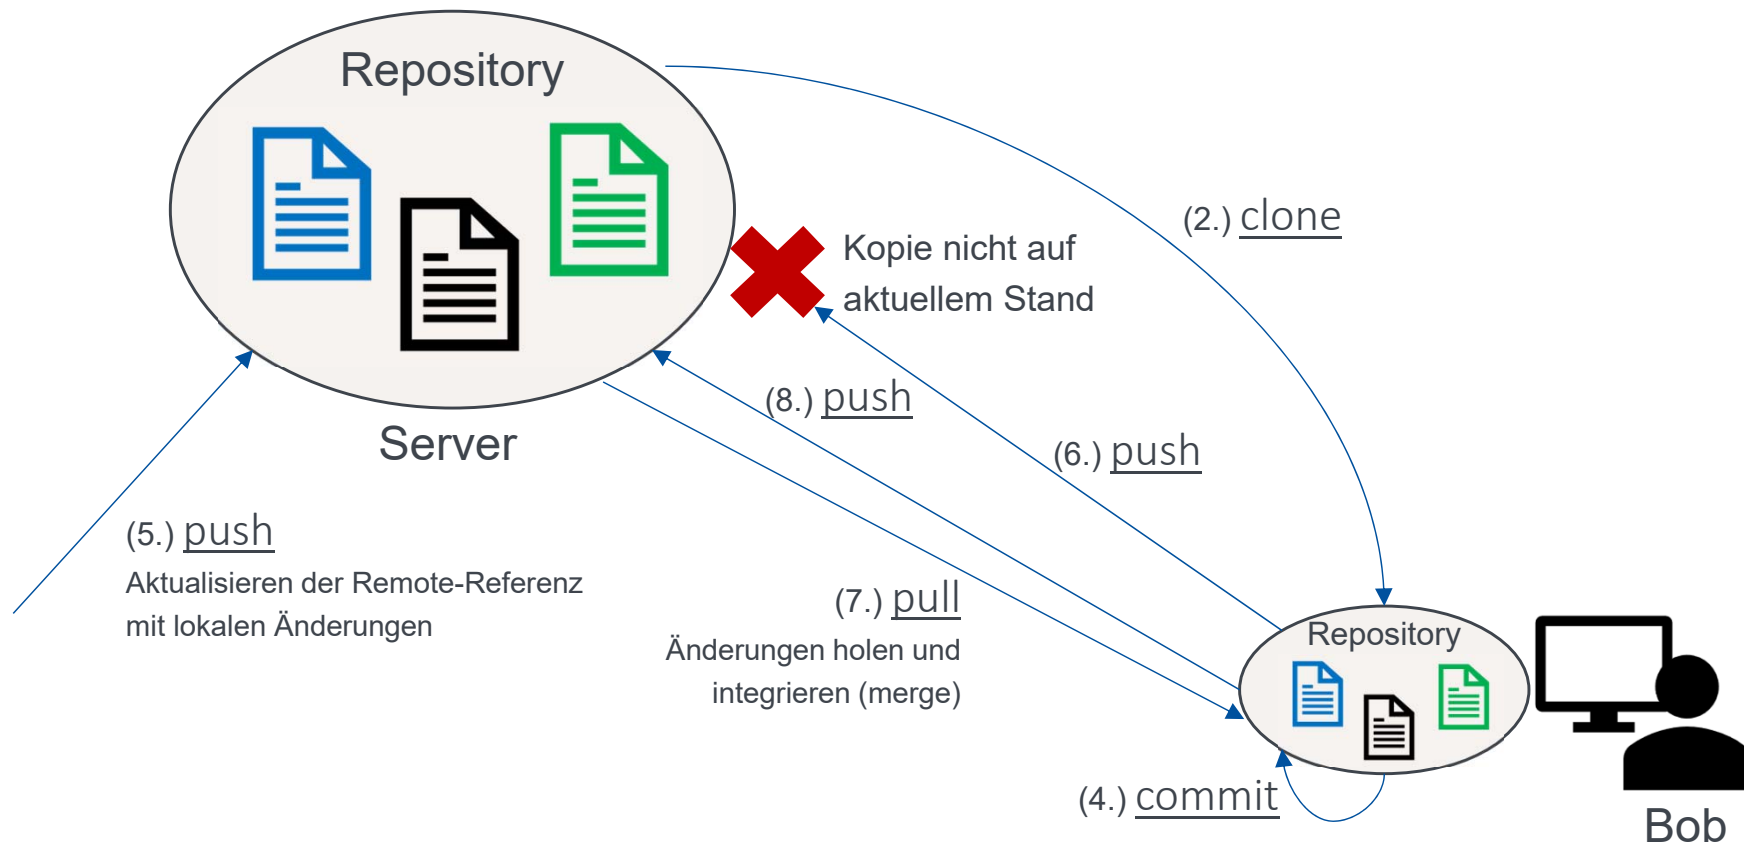 Repository
(2.) clone
Kopie nicht auf
aktuellem Stand
(8.) push
Server
(6.) push
(5.) push
Aktualisieren der Remote-Referenz
mit lokalen Änderungen
(7.) pull
Änderungen holen und
integrieren (merge)
Repository
(4.) commit
Bob